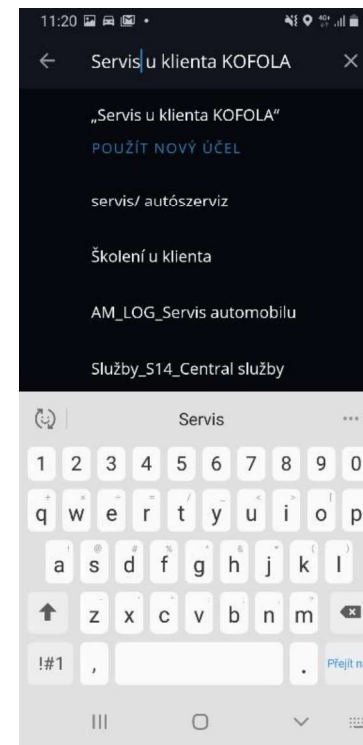 11:20
Servis u klienta KOFOLA
„Servis u klienta KOFOLA“
POUŽÍT NOVÝ ÚČEL
servis/ autószerviz
Školení u klienta
AM_LOG_Servis automobilu
Služby_S14_Central služby
Servis
1 2 3 4 5 6 7 8 9 0
q w e r t y u i o p
a s d f g h j k l
z x c v b n m
!#1 , . Přejít n